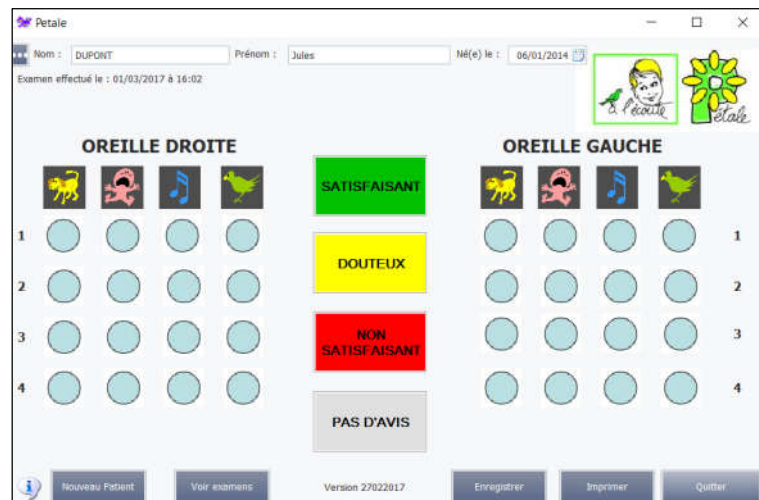 Petale
Nom : DUPONT Prénom : Jules Né(e) le : 06/01/2014
Examen effectué le : 01/03/2017 à 16:02
à l'écoute
Pétale
OREILLE DROITE
OREILLE GAUCHE
SATISFAISANT
DOUTEUX
NON
SATISFAISANT
PAS D'AVIS
1
2
3
4
1
2
3
4
Nouveau Patient
Voir examens
Version 27022017
Enregistrer
Imprimer
Quitter